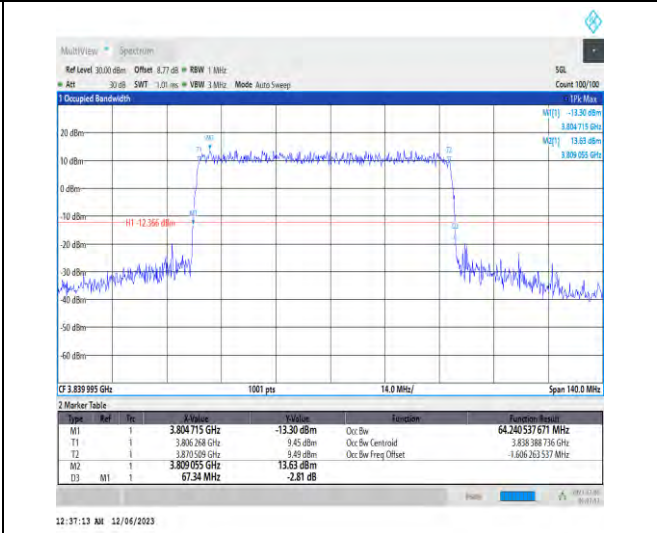 MultiView Spectrum
Ref Level 30.00 dBm Offset 8.77 dB RBW 1 MHz SGL
Att 30 dB SWT 1.01 ms VBW 3 MHz Mode Auto Sweep Count 100/100
1 Occupied Bandwidth 1Pk Max
M1[1] -13.30 dBm
3.804 715 GHz
20 dBm M2[1] 13.63 dBm
3.809 055 GHz
M2
T1 T2
10 dBm
0 dBm
-10 dBm M1
H1 -12.366 dBm
D3
-20 dBm
-30 dBm
-40 dBm
-50 dBm
-60 dBm
CF 3.839 995 GHz 1001 pts 14.0 MHz/ Span 140.0 MHz
2 Marker Table
Type Ref Trc X-Value Y-Value Function Function Result
M1 1 3.804 715 GHz -13.30 dBm Occ Bw 64.240 537 671 MHz
T1 1 3.806 268 GHz 9.45 dBm Occ Bw Centroid 3.838 388 736 GHz
T2 1 3.870 509 GHz 9.49 dBm Occ Bw Freq Offset -1.606 263 537 MHz
M2 1 3.809 055 GHz 13.63 dBm
D3 M1 1 67.34 MHz -2.81 dB
12:37:13 AM 12/06/2023